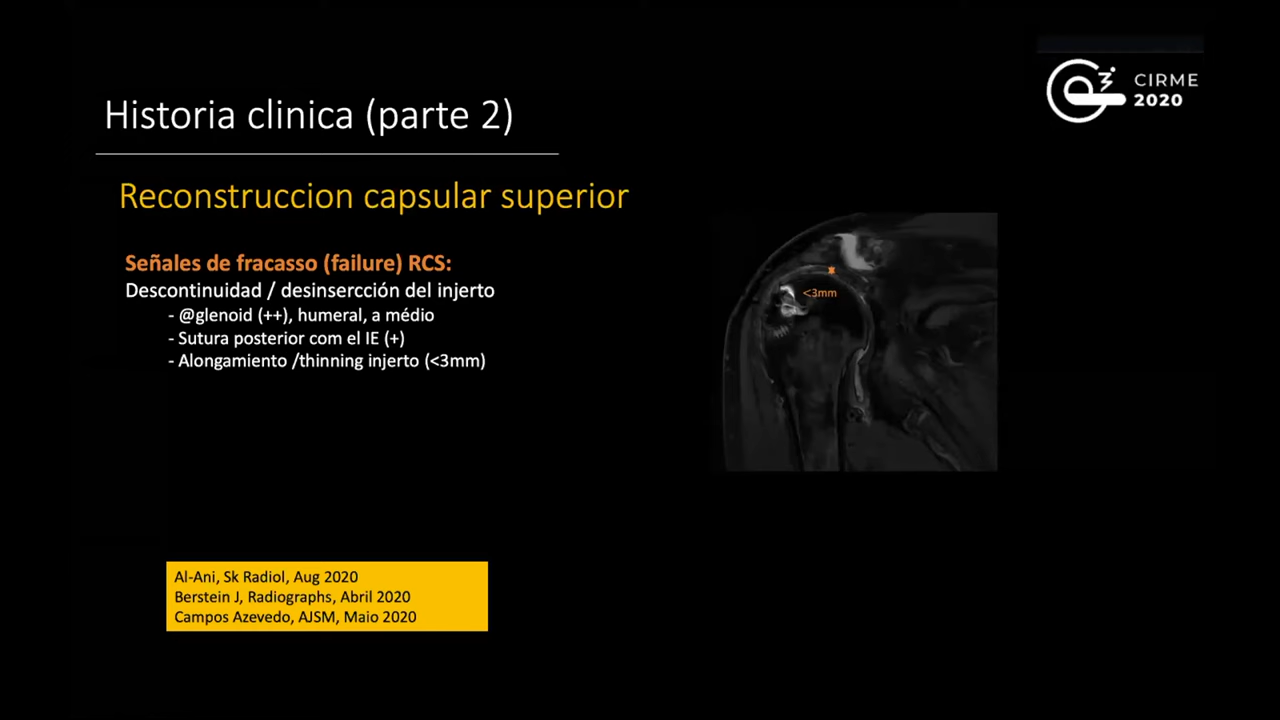 CIRME
2020
Historia clinica (parte 2)
Reconstruccion capsular superior
Señales de fracasso (failure) RCS:
Descontinuidad / desinsercción del injerto
- @glenoid (++), humeral, a médio
- Sutura posterior com el IE (+)
- Alongamiento /thinning injerto (<3mm)
<3mm
Al-Ani, Sk Radiol, Aug 2020
Berstein J, Radiographs, Abril 2020
Campos Azevedo, AJSM, Maio 2020